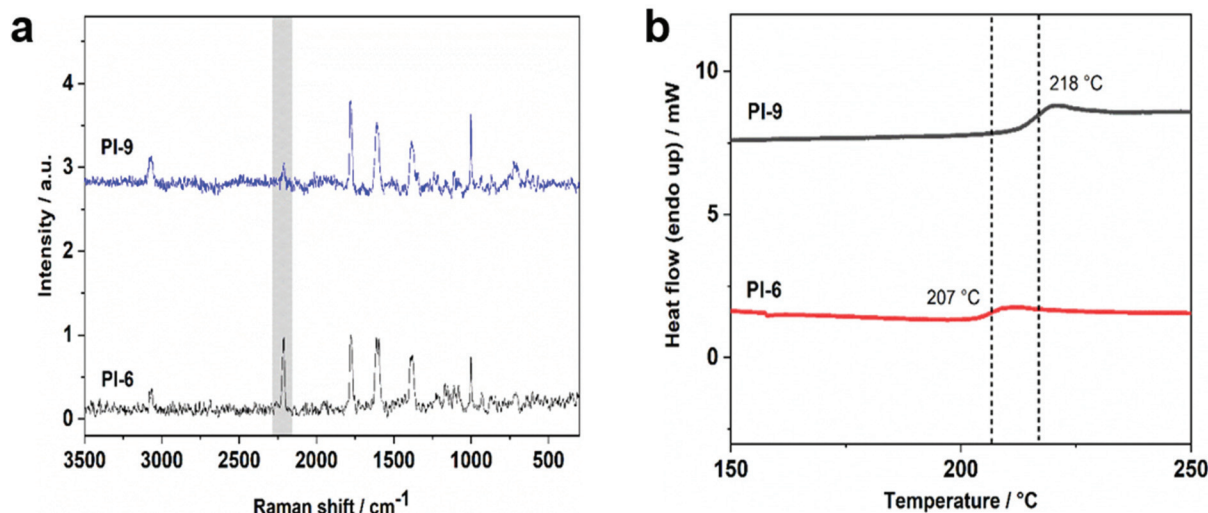 a
Intensity / a.u.
4
3
2
1
0
PI-9
PI-6
3500 3000 2500 2000 1500 1000 500
Raman shift / cm-1
b
Heat flow (endo up) / mW
10
5
0
PI-9
218 °C
PI-6
207 °C
150 200 250
Temperature / °C